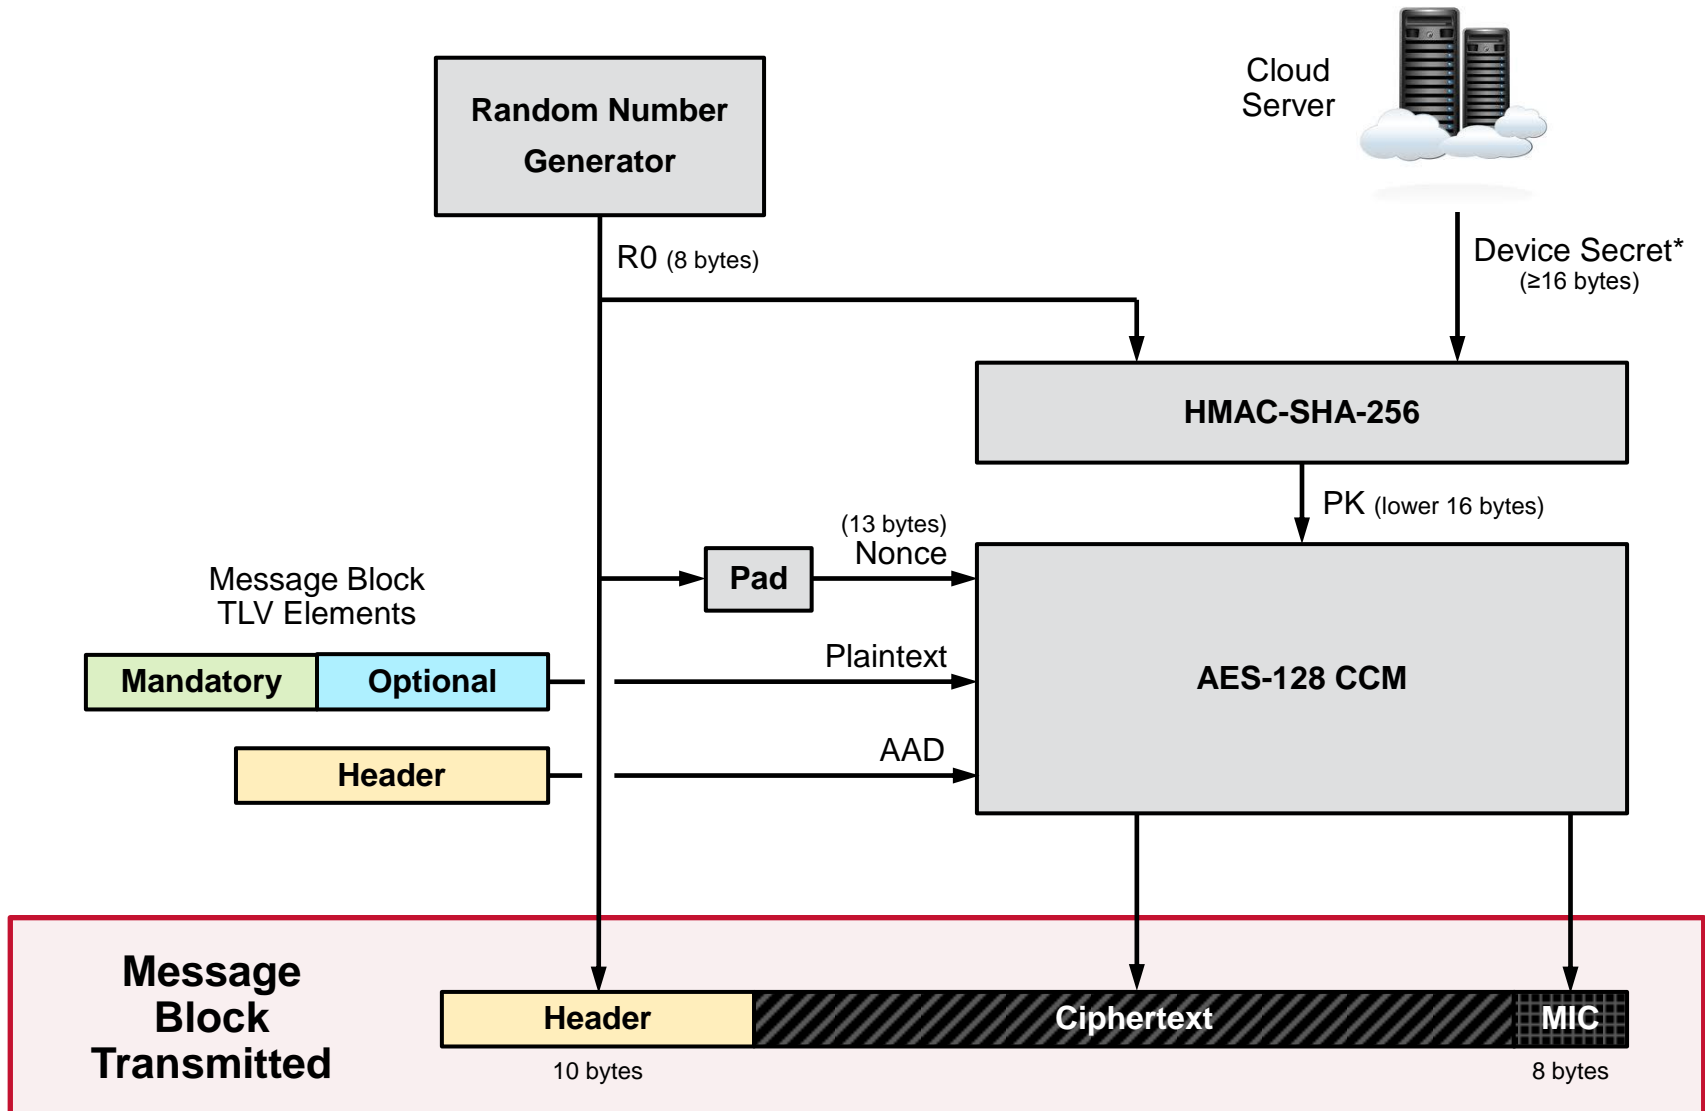 Random Number
Generator
Cloud
Server
R0 (8 bytes)
Device Secret*
(≥16 bytes)
HMAC-SHA-256
PK (lower 16 bytes)
(13 bytes)
Nonce
Pad
Message Block
TLV Elements
Plaintext
Mandatory
Optional
AES-128 CCM
AAD
Header
Message
Block
Transmitted
Header
Ciphertext
MIC
10 bytes
8 bytes